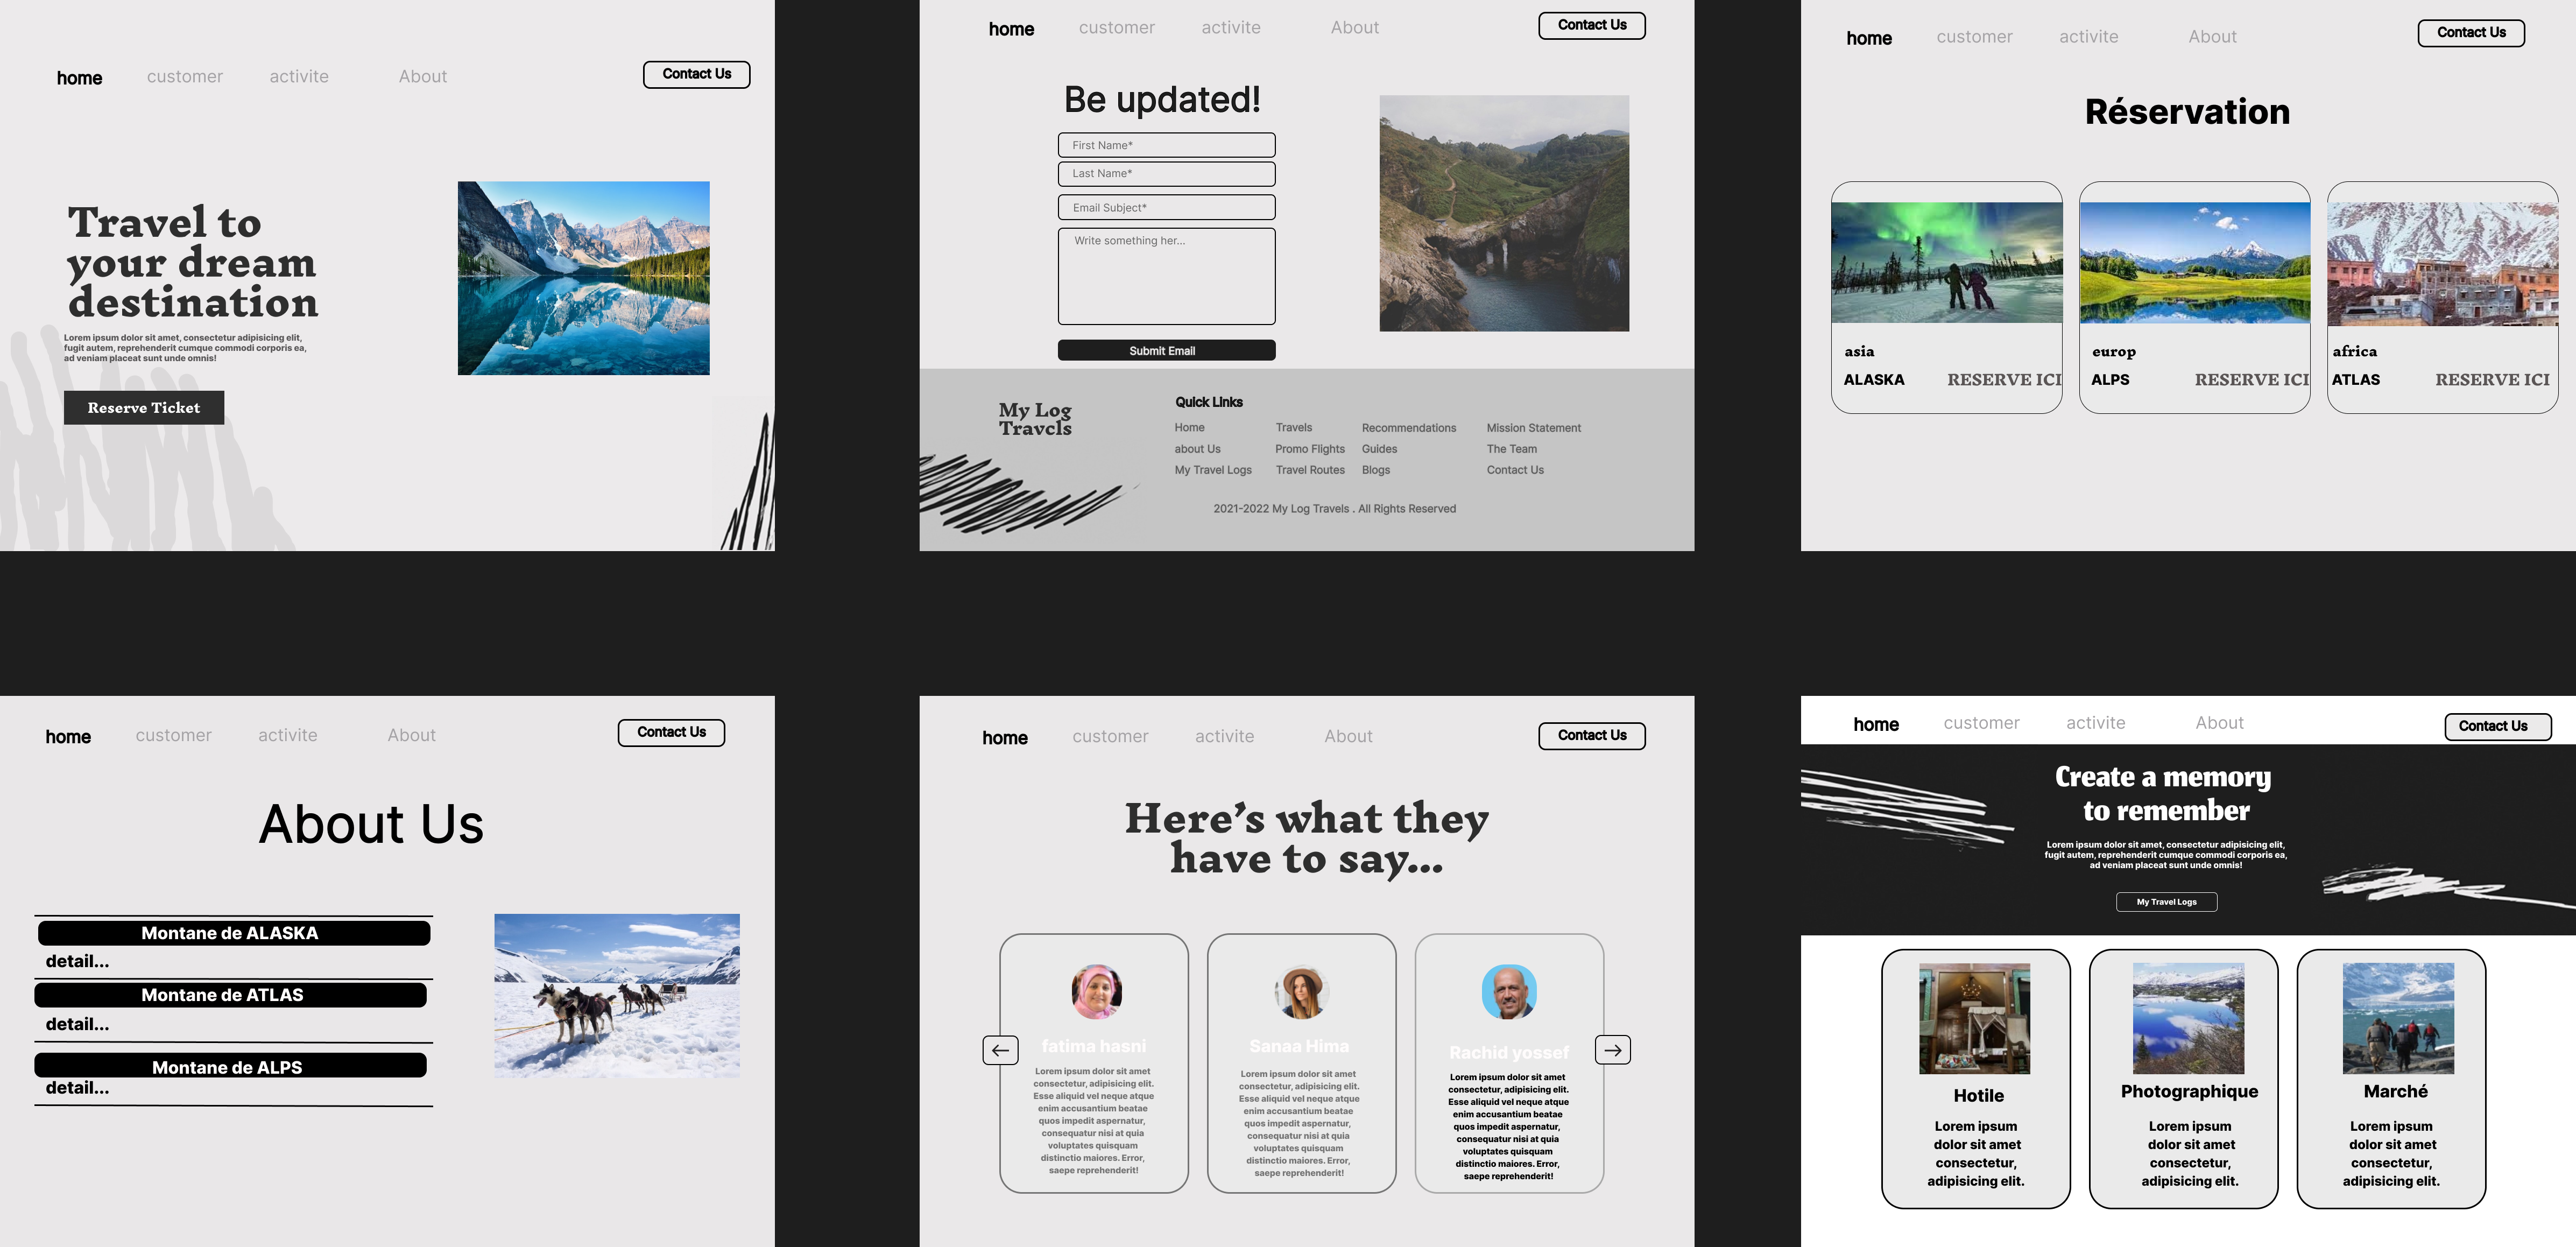 home customer activite About Contact Us
Travel to
your dream
destination
Lorem ipsum dolor sit amet, consectetur adipisicing elit,
fugit autem, reprehenderit cumque commodi corporis ea,
ad veniam placeat sunt unde omnis!
Reserve Ticket
home customer activite About Contact Us
Be updated!
First Name*
Last Name*
Email Subject*
Write something her...
Submit Email
My Log
Travels
Quick Links
Home Travels Recommendations Mission Statement
about Us Promo Flights Guides The Team
My Travel Logs Travel Routes Blogs Contact Us
2021-2022 My Log Travels . All Rights Reserved
home customer activite About Contact Us
Réservation
asia
ALASKA RESERVE ICI
europ
ALPS RESERVE ICI
africa
ATLAS RESERVE ICI
home customer activite About Contact Us
About Us
Montane de ALASKA
detail...
Montane de ATLAS
detail...
Montane de ALPS
detail...
home customer activite About Contact Us
Here's what they
have to say...
fatima hasni
Lorem ipsum dolor sit amet
consectetur, adipisicing elit.
Esse aliquid vel neque atque
enim accusantium beatae
quos impedit aspernatur,
consequatur nisi at quia
voluptates quisquam
distinctio maiores. Error,
saepe reprehenderit!
Sanaa Hima
Lorem ipsum dolor sit amet
consectetur, adipisicing elit.
Esse aliquid vel neque atque
enim accusantium beatae
quos impedit aspernatur,
consequatur nisi at quia
voluptates quisquam
distinctio maiores. Error,
saepe reprehenderit!
Rachid yossef
Lorem ipsum dolor sit amet
consectetur, adipisicing elit.
Esse aliquid vel neque atque
enim accusantium beatae
quos impedit aspernatur,
consequatur nisi at quia
voluptates quisquam
distinctio maiores. Error,
saepe reprehenderit!
home customer activite About Contact Us
Create a memory
to remember
Lorem ipsum dolor sit amet, consectetur adipisicing elit,
fugit autem, reprehenderit cumque commodi corporis ea,
ad veniam placeat sunt unde omnis!
My Travel Logs
Hotile
Lorem ipsum
dolor sit amet
consectetur,
adipisicing elit.
Photographique
Lorem ipsum
dolor sit amet
consectetur,
adipisicing elit.
Marché
Lorem ipsum
dolor sit amet
consectetur,
adipisicing elit.